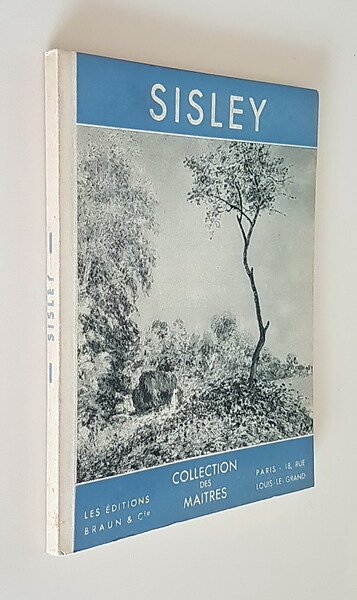 SISLEY
SISLEY
COLLECTION
DES
MAITRES
LES ÉDITIONS
BRAUN & Cie
PARIS - 18, RUE
LOUIS-LE-GRAND-